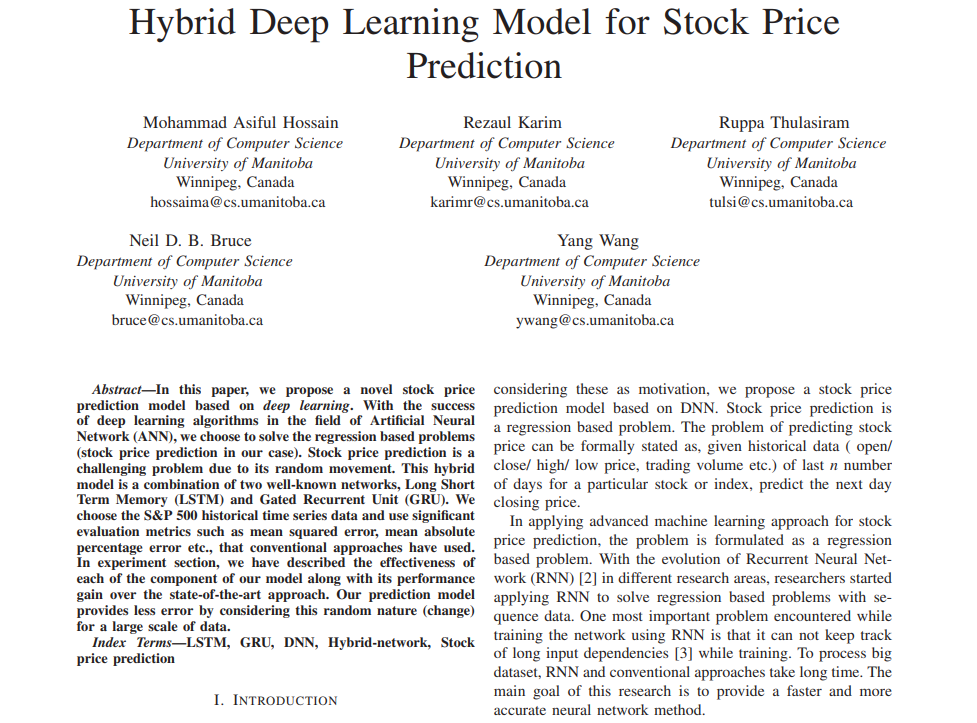 Hybrid Deep Learning Model for Stock Price
Prediction
Mohammad Asiful Hossain
Department of Computer Science
University of Manitoba
Winnipeg, Canada
hossaima@cs.umanitoba.ca
Rezaul Karim
Department of Computer Science
University of Manitoba
Winnipeg, Canada
karimr@cs.umanitoba.ca
Ruppa Thulasiram
Department of Computer Science
University of Manitoba
Winnipeg, Canada
tulsi@cs.umanitoba.ca
Neil D. B. Bruce
Department of Computer Science
University of Manitoba
Winnipeg, Canada
bruce@cs.umanitoba.ca
Yang Wang
Department of Computer Science
University of Manitoba
Winnipeg, Canada
ywang@cs.umanitoba.ca
Abstract—In this paper, we propose a novel stock price
prediction model based on deep learning. With the success
of deep learning algorithms in the field of Artificial Neural
Network (ANN), we choose to solve the regression based problems
(stock price prediction in our case). Stock price prediction is a
challenging problem due to its random movement. This hybrid
model is a combination of two well-known networks, Long Short
Term Memory (LSTM) and Gated Recurrent Unit (GRU). We
choose the S&P 500 historical time series data and use significant
evaluation metrics such as mean squared error, mean absolute
percentage error etc., that conventional approaches have used.
In experiment section, we have described the effectiveness of
each of the component of our model along with its performance
gain over the state-of-the-art approach. Our prediction model
provides less error by considering this random nature (change)
for a large scale of data.
Index Terms—LSTM, GRU, DNN, Hybrid-network, Stock
price prediction
I. INTRODUCTION
considering these as motivation, we propose a stock price
prediction model based on DNN. Stock price prediction is
a regression based problem. The problem of predicting stock
price can be formally stated as, given historical data ( open/
close/ high/ low price, trading volume etc.) of last n number
of days for a particular stock or index, predict the next day
closing price.
In applying advanced machine learning approach for stock
price prediction, the problem is formulated as a regression
based problem. With the evolution of Recurrent Neural Net-
work (RNN) [2] in different research areas, researchers started
applying RNN to solve regression based problems with se-
quence data. One most important problem encountered while
training the network using RNN is that it can not keep track
of long input dependencies [3] while training. To process big
dataset, RNN and conventional approaches take long time. The
main goal of this research is to provide a faster and more
accurate neural network method.